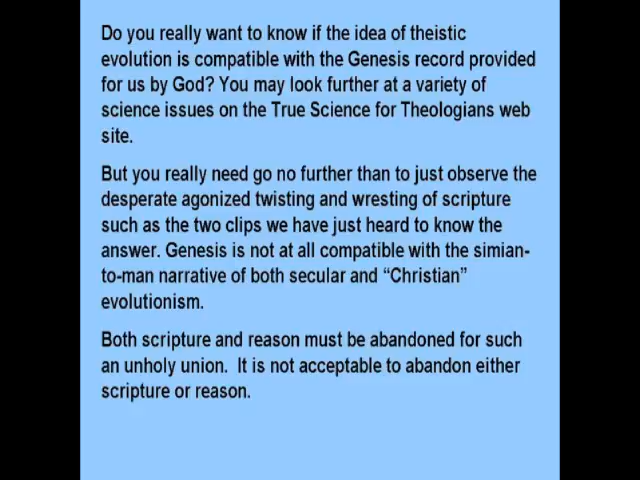 Do you really want to know if the idea of theistic
evolution is compatible with the Genesis record provided
for us by God? You may look further at a variety of
science issues on the True Science for Theologians web
site.
But you really need go no further than to just observe the
desperate agonized twisting and wresting of scripture
such as the two clips we have just heard to know the
answer. Genesis is not at all compatible with the simian-
to-man narrative of both secular and “Christian”
evolutionism.
Both scripture and reason must be abandoned for such
an unholy union.  It is not acceptable to abandon either
scripture or reason.